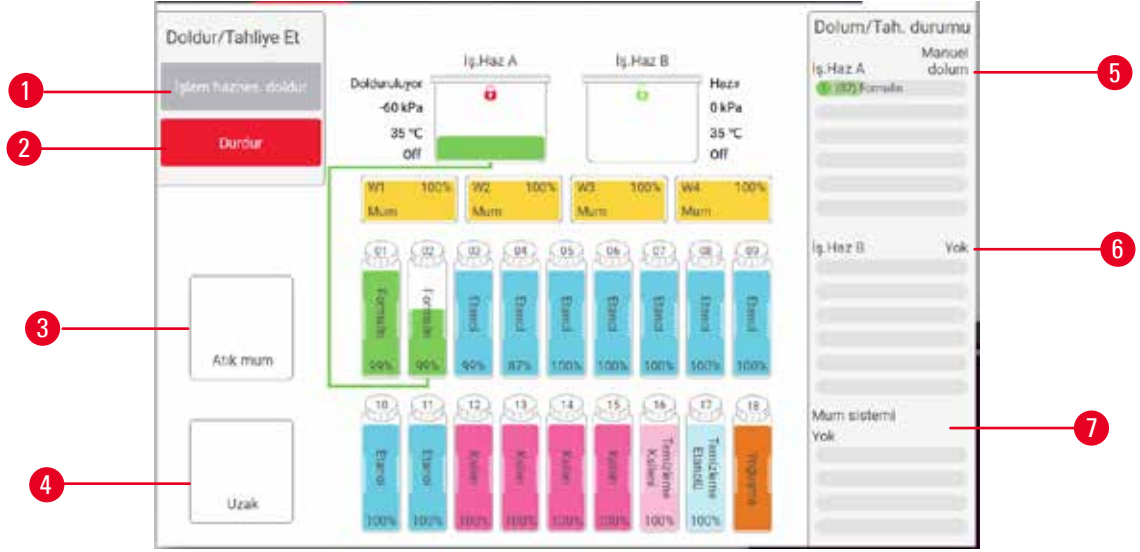 Doldur/Tahliye Et
İşlem haznes. doldur
Durdur
1
2
3
4
Atık mum
Uzak
İş.Haz A
İş.Haz B
Dolduruluyor
-60 kPa
35 °C
Off
Hazır
0 kPa
35 °C
Off
W1 100%
Mum
W2 100%
Mum
W3 100%
Mum
W4 100%
Mum
01
02
03
04
05
06
07
08
09
Formalin
Formalin
Etanol
Etanol
Etanol
Etanol
Etanol
Etanol
Etanol
99%
99%
99%
87%
100%
100%
100%
100%
100%
10
11
12
13
14
15
16
17
18
Etanol
Etanol
Ksilen
Ksilen
Ksilen
Ksilen
Temizleme
Ksileni
Temizleme
Etanolü
Yoğuşma
100%
100%
100%
100%
100%
100%
100%
100%
Dolum/Tah. durumu
Manuel
İş.Haz A dolum
1 (02) Formalin
İş.Haz B Yok
Mum sistemi
Yok
5
6
7